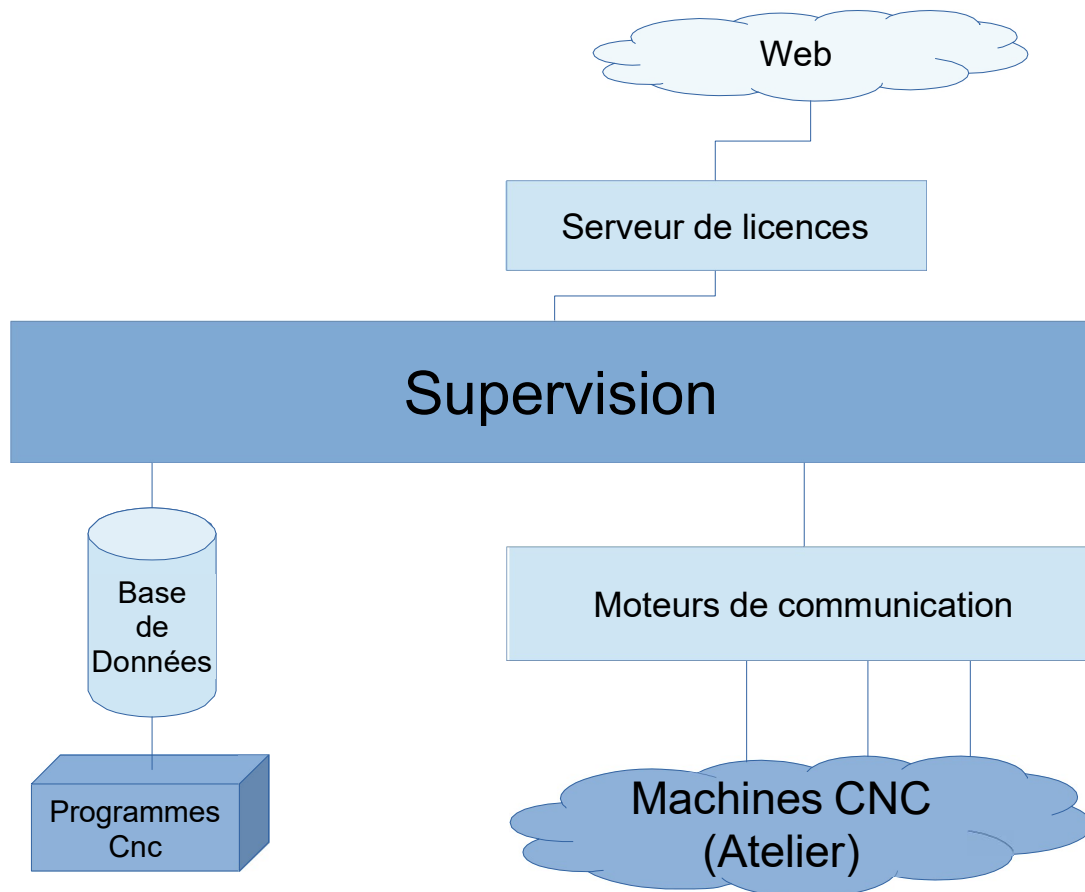 Web
Serveur de licences
Supervision
Base
de
Données
Moteurs de communication
Programmes
Cnc
Machines CNC
(Atelier)